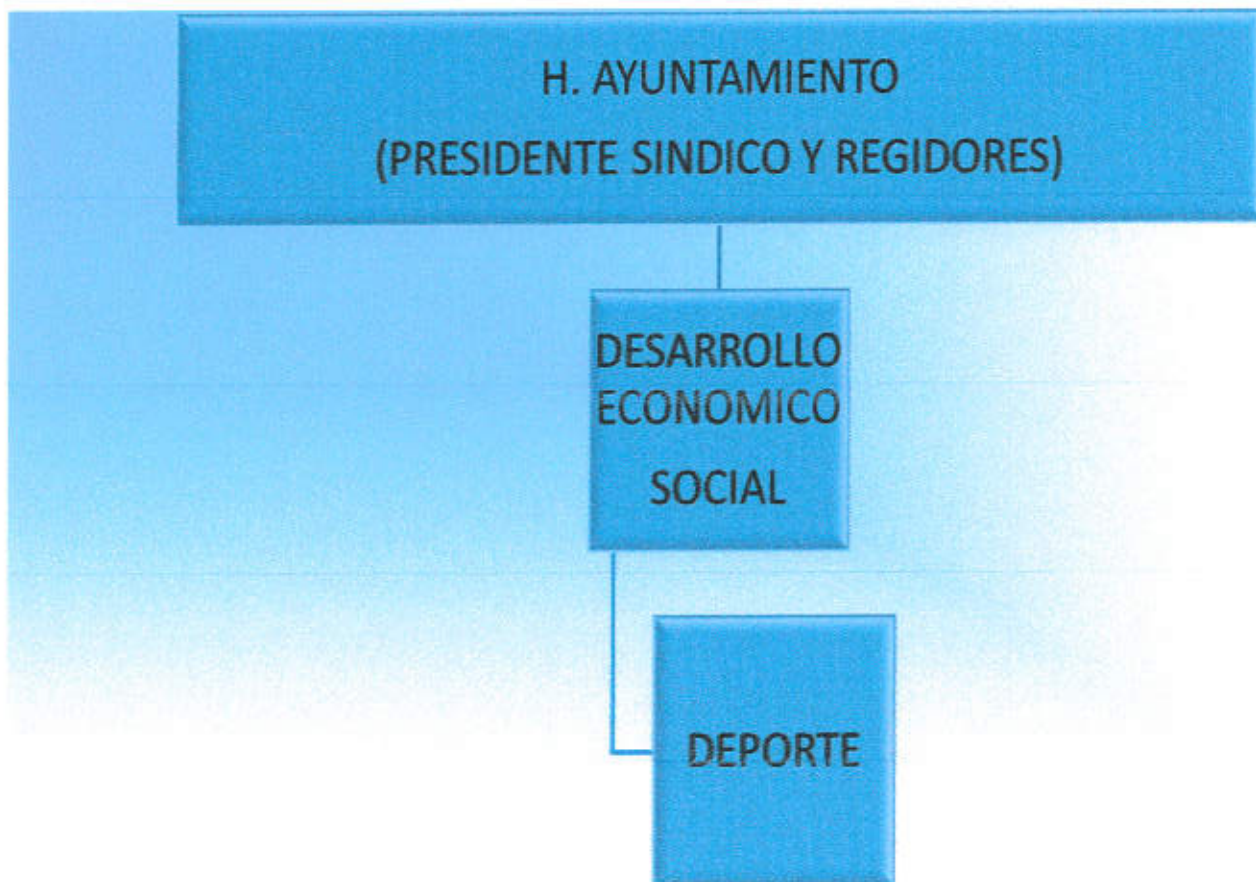 H. AYUNTAMIENTO
(PRESIDENTE SINDICO Y REGIDORES)
DESARROLLO
ECONOMICO
SOCIAL
DEPORTE